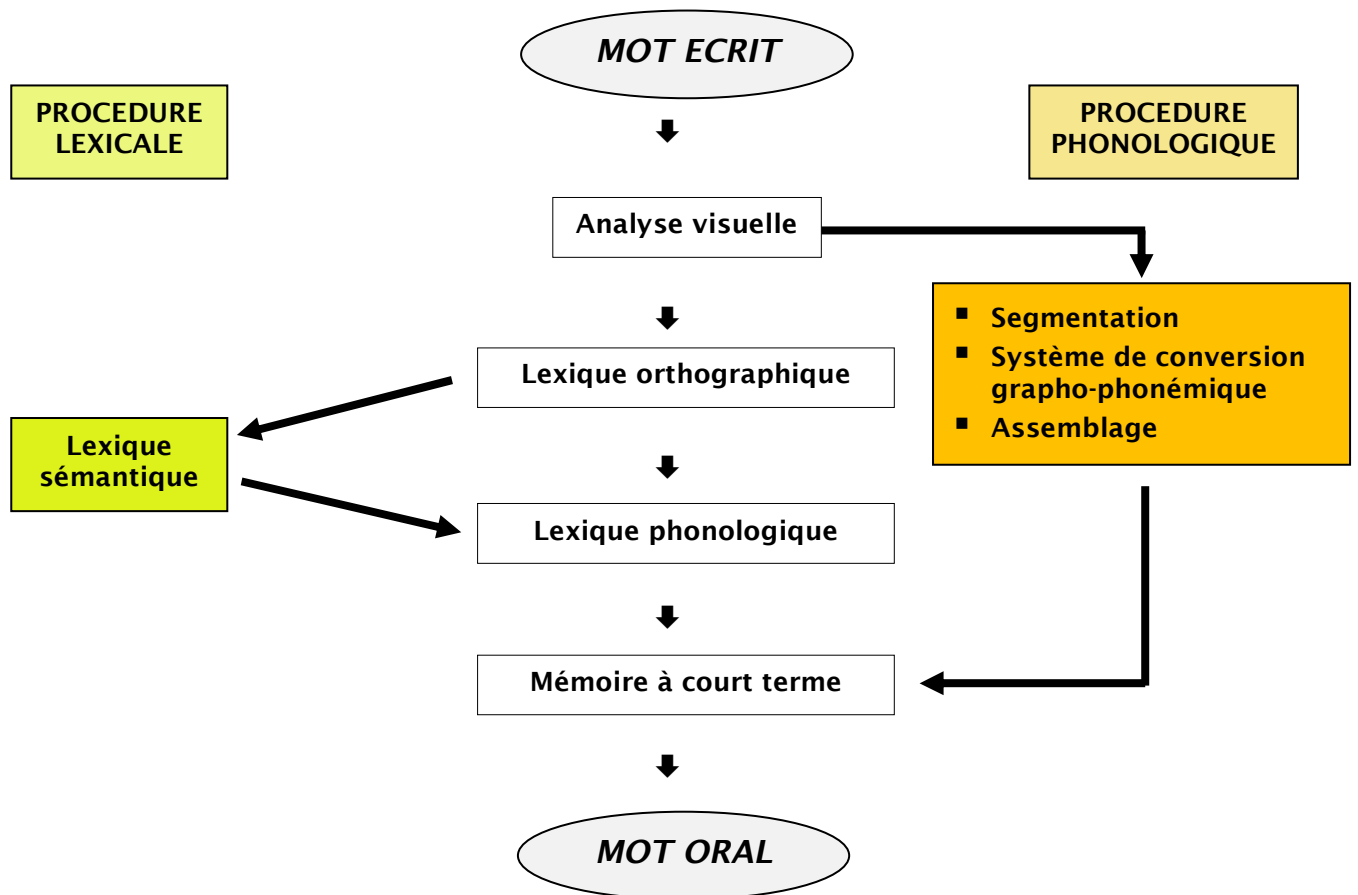 MOT ECRIT
PROCEDURE
LEXICALE
PROCEDURE
PHONOLOGIQUE
Analyse visuelle
▪ Segmentation
▪ Système de conversion
grapho-phonémique
▪ Assemblage
Lexique orthographique
Lexique
sémantique
Lexique phonologique
Mémoire à court terme
MOT ORAL